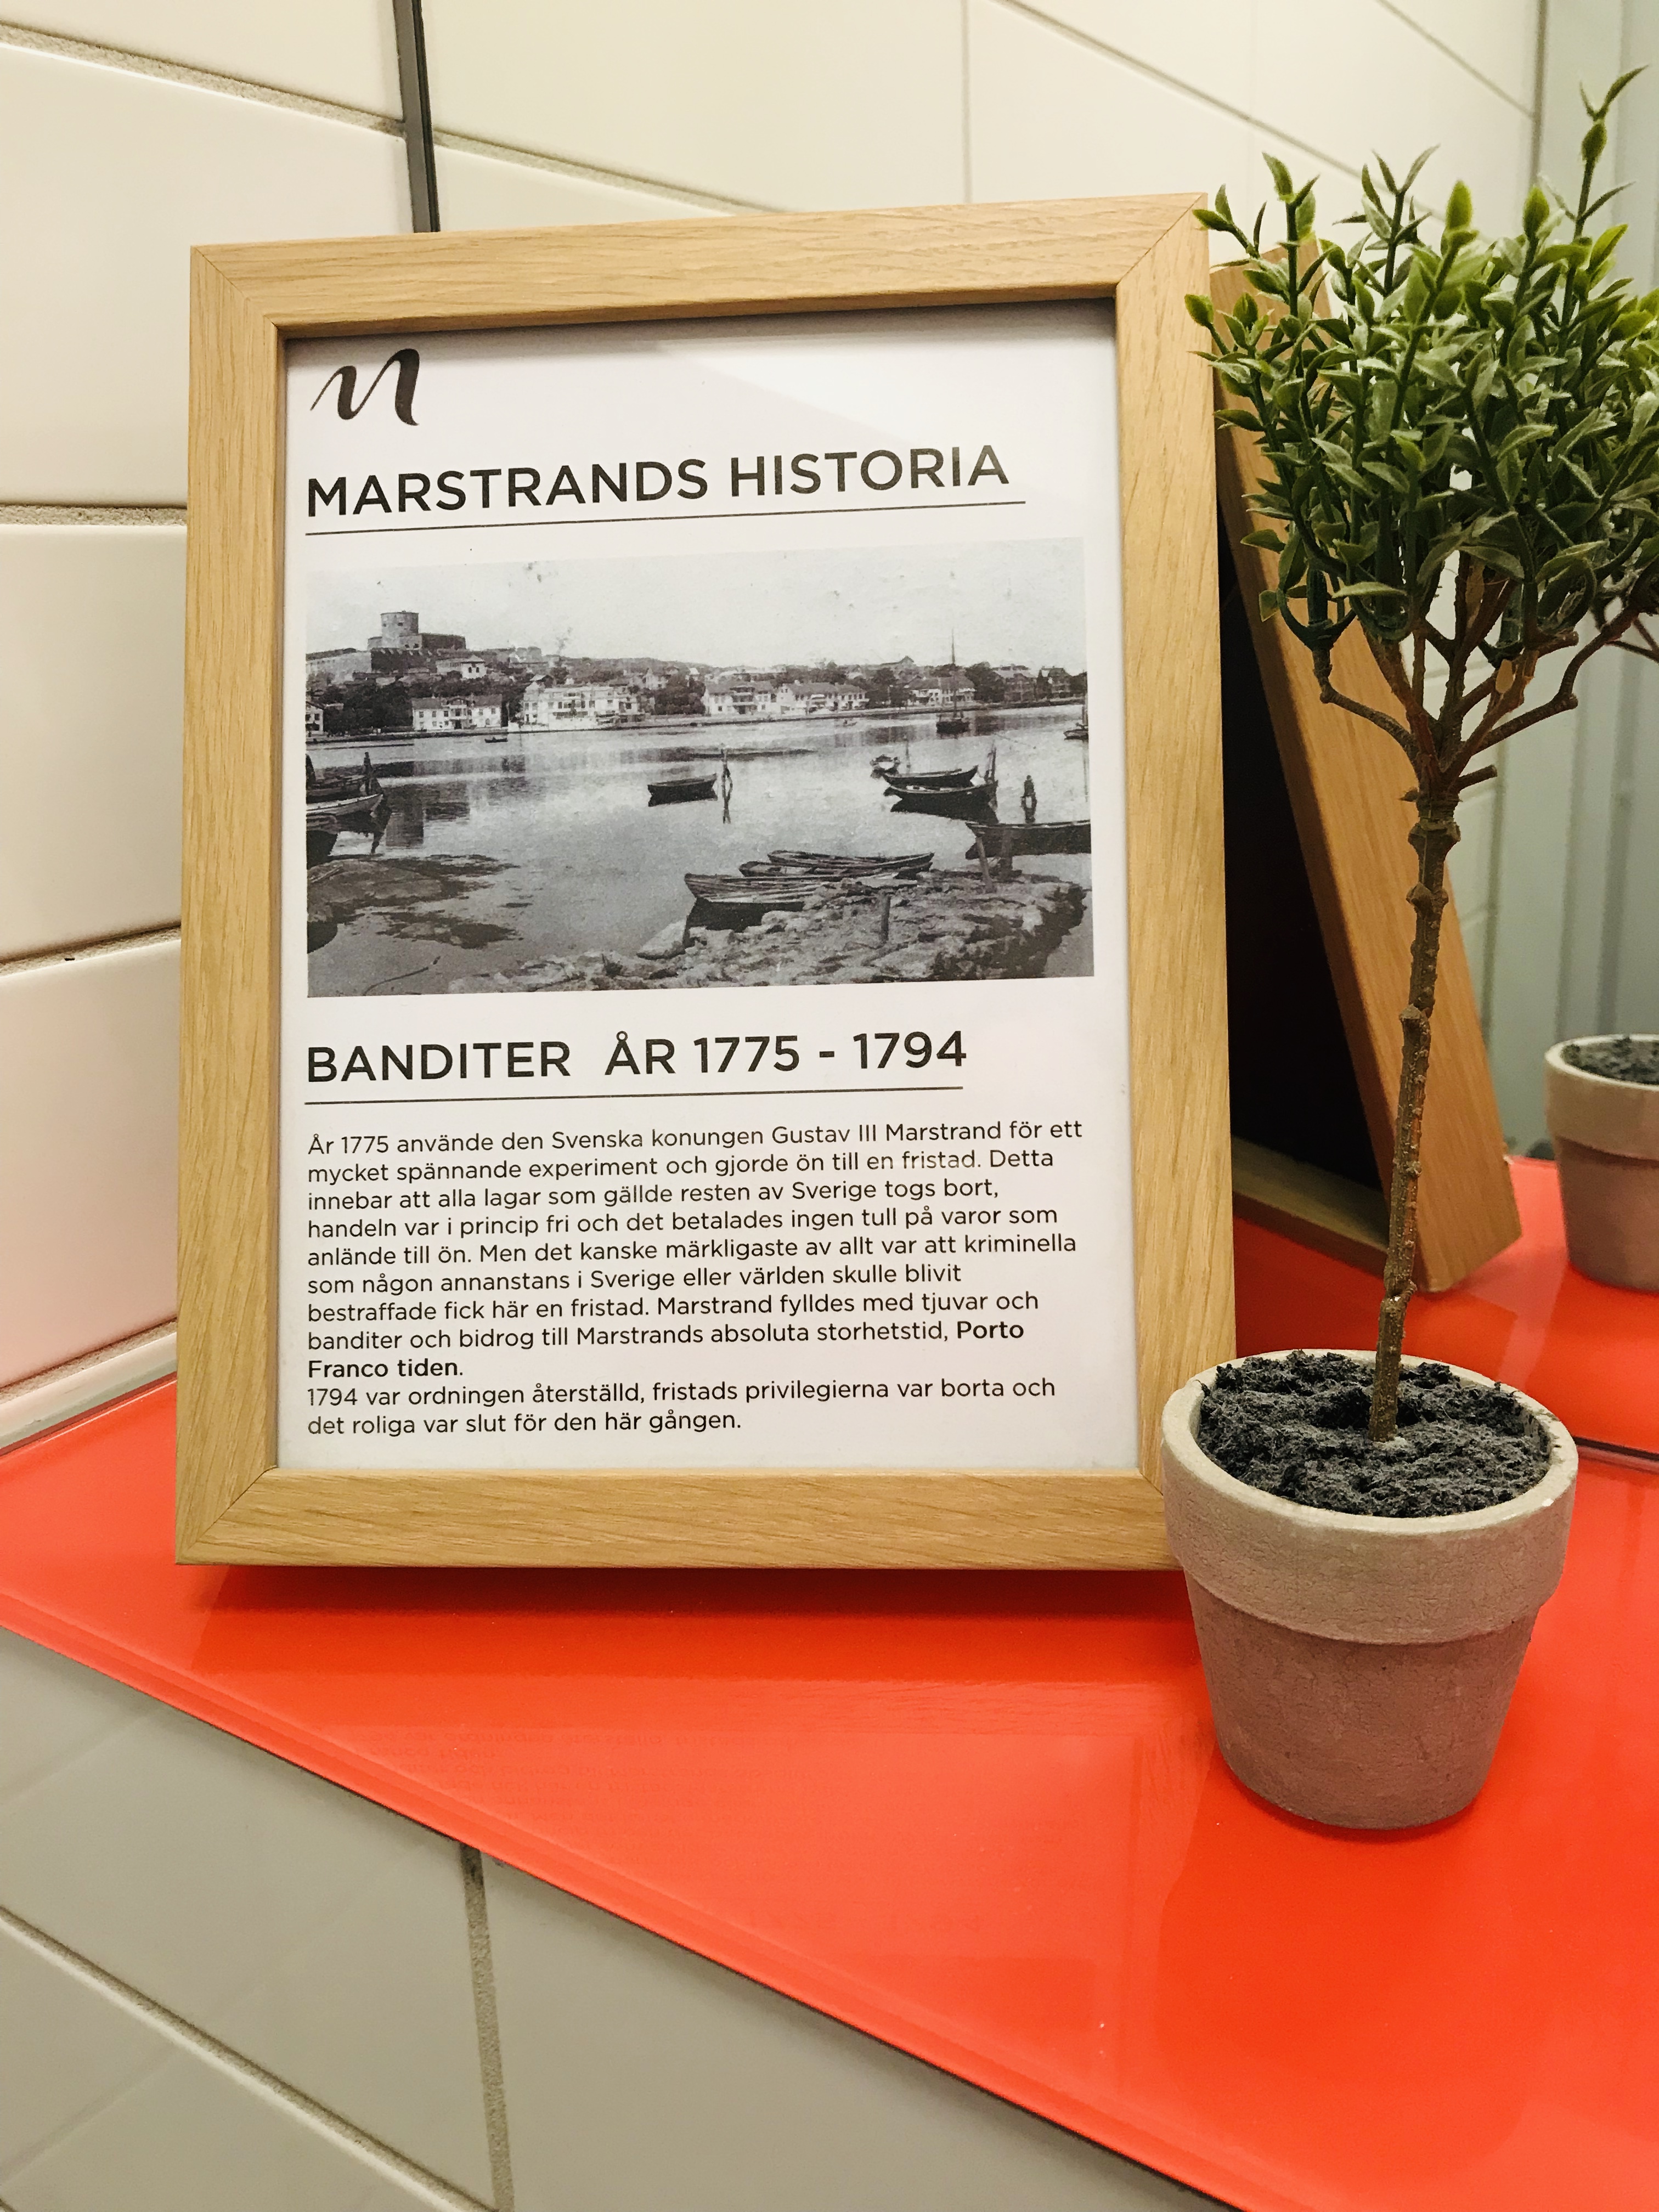 MARSTRANDS HISTORIA
BANDITER ÅR 1775 - 1794
År 1775 använde den Svenska konungen Gustav III Marstrand för ett
mycket spännande experiment och gjorde ön till en fristad. Detta
innebar att alla lagar som gällde resten av Sverige togs bort,
handeln var i princip fri och det betalades ingen tull på varor som
anlände till ön. Men det kanske märkligaste av allt var att kriminella
som någon annanstans i Sverige eller världen skulle blivit
bestraffade fick här en fristad. Marstrand fylldes med tjuvar och
banditer och bidrog till Marstrands absoluta storhetstid, Porto
Franco tiden.
1794 var ordningen återställd, fristads privilegierna var borta och
det roliga var slut för den här gången.